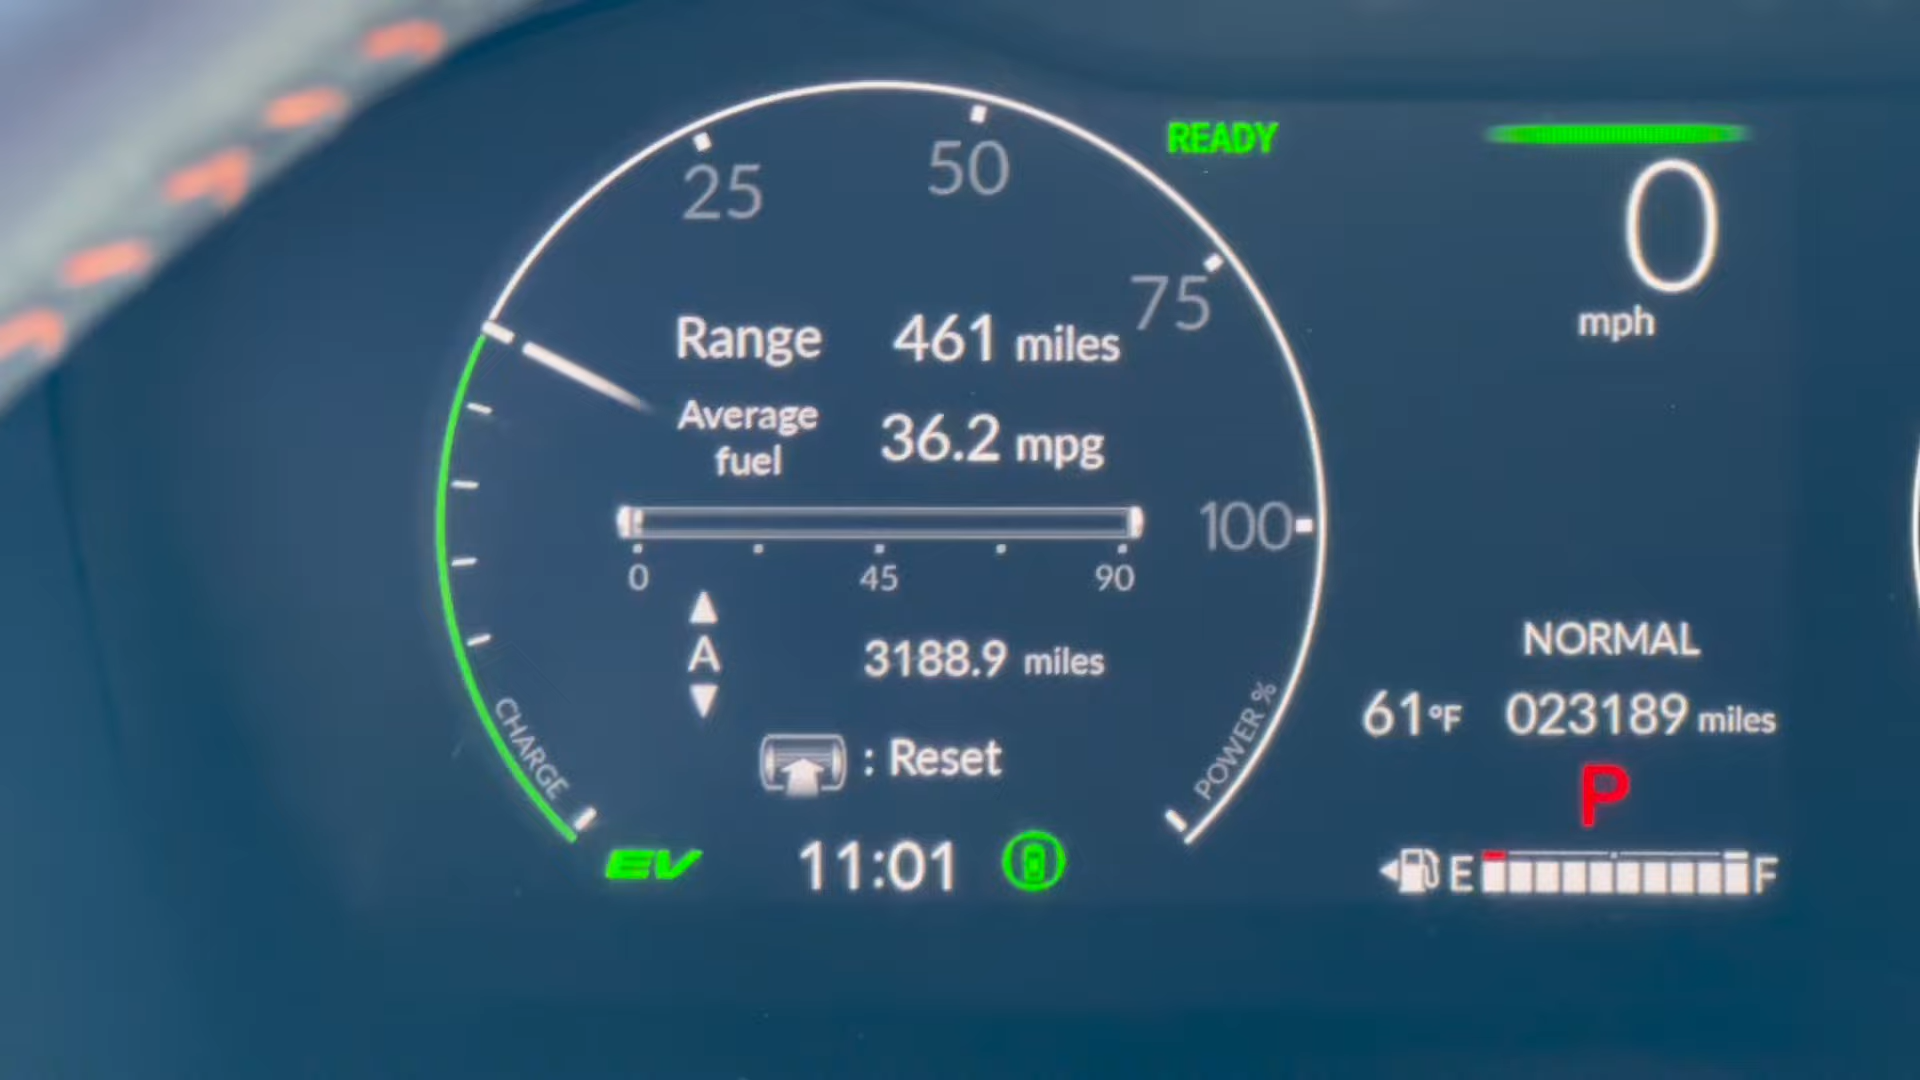 READY
25
50
75
100
0
mph
Range 461 miles
Average fuel 36.2 mpg
0 45 90
A 3188.9 miles
: Reset
CHARGE
POWER %
EV 11:01
NORMAL
61°F 023189 miles
P
E F